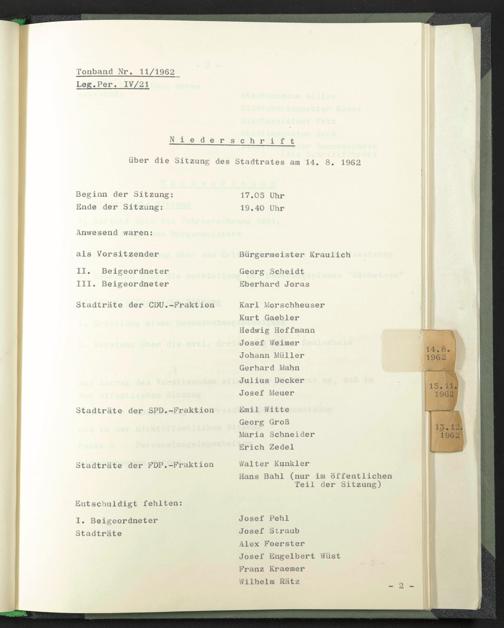 Tonband Nr. 11/1962
Leg.Per. IV/21
Niederschrift
über die Sitzung des Stadtrates am 14. 8. 1962
Beginn der Sitzung: 17.05 Uhr
Ende der Sitzung: 19.40 Uhr
Anwesend waren:
als Vorsitzender Bürgermeister Kraulich
II. Beigeordneter Georg Scheidt
III. Beigeordneter Eberhard Joras
Stadträte der CDU.-Fraktion Karl Morschheuser
Kurt Gaebler
Hedwig Hoffmann
Josef Weimer
Johann Müller
Gerhard Mahn
Julius Decker
Josef Meuer
Stadträte der SPD.-Fraktion Emil Witte
Georg Groß
Maria Schneider
Erich Zedel
Stadträte der FDP.-Fraktion Walter Kunkler
Hans Bahl (nur im öffentlichen
Teil der Sitzung)
Entschuldigt fehlten:
I. Beigeordneter Josef Pehl
Stadträte Josef Straub
Alex Foerster
Josef Engelbert Wüst
Franz Kraemer
Wilhelm Rätz
- 2 -
14.8.
1962
15.11.
1962
13.12.
1962